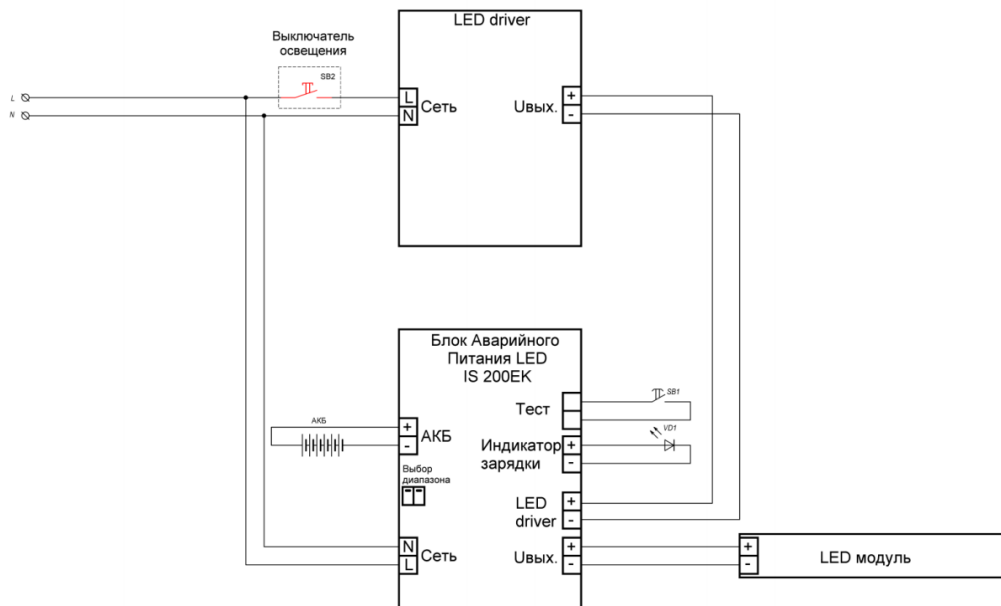 LED driver
Выключатель
освещения
SB2
L
N
L
N
Сеть
Uвых.
+
-
Блок Аварийного
Питания LED
IS 200EK
АКБ
+
-
АКБ
Выбор
диапазона
Тест
SB1
Индикатор
зарядки
+
-
VD1
LED
driver
+
-
N
L
Сеть
Uвых.
+
-
+
-
LED модуль